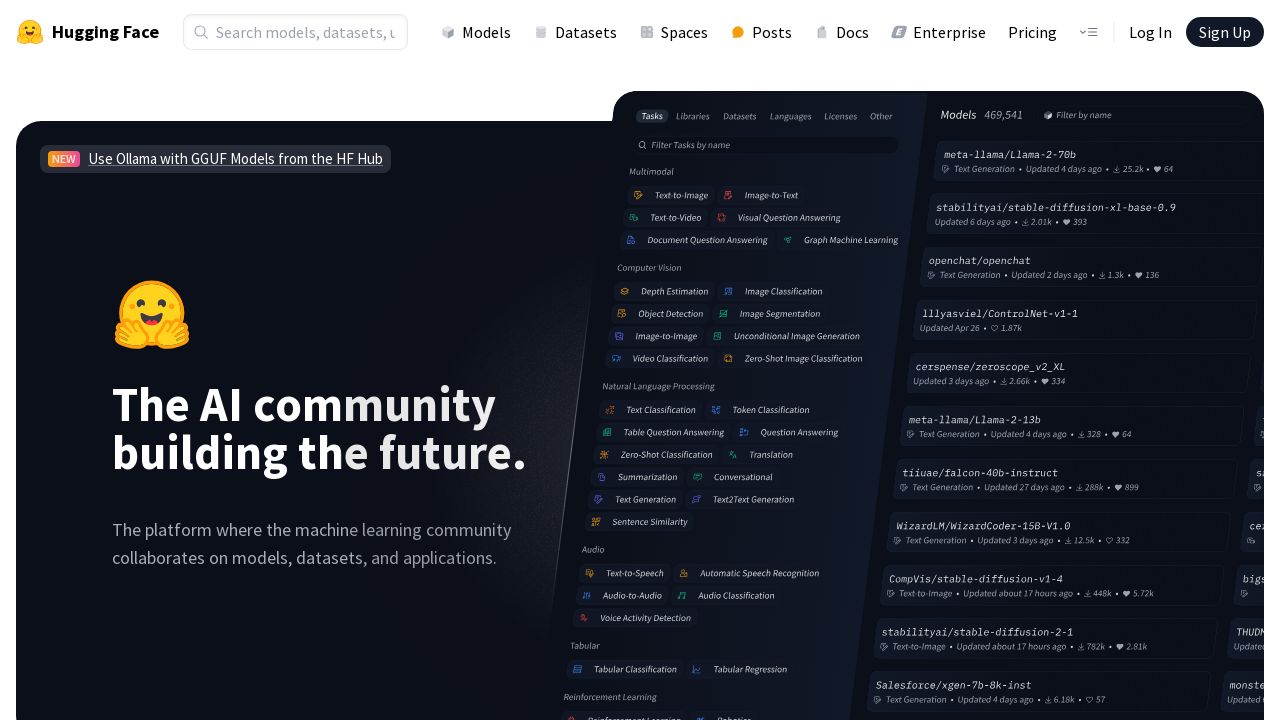 Hugging Face
Search models, datasets, u
Models
Datasets
Spaces
Posts
Docs
Enterprise
Pricing
Log In
Sign Up
NEW Use Ollama with GGUF Models from the HF Hub
The AI community
building the future.
The platform where the machine learning community
collaborates on models, datasets, and applications.
Tasks Libraries Datasets Languages Licenses Other
Filter Tasks by name
Multimodal
Text-to-Image Image-to-Text
Text-to-Video Visual Question Answering
Document Question Answering Graph Machine Learning
Computer Vision
Depth Estimation Image Classification
Object Detection Image Segmentation
Image-to-Image Unconditional Image Generation
Video Classification Zero-Shot Image Classification
Natural Language Processing
Text Classification Token Classification
Table Question Answering Question Answering
Zero-Shot Classification Translation
Summarization Conversational
Text Generation Text2Text Generation
Sentence Similarity
Audio
Text-to-Speech Automatic Speech Recognition
Audio-to-Audio Audio Classification
Voice Activity Detection
Tabular
Tabular Classification Tabular Regression
Reinforcement Learning
Reinforcement Learning Robotics
Models 469,541 Filter by name
meta-llama/Llama-2-70b
Text Generation • Updated 4 days ago • 25.2k • 64
stabilityai/stable-diffusion-xl-base-0.9
Updated 6 days ago • 2.01k • 393
openchat/openchat
Text Generation • Updated 2 days ago • 1.3k • 136
lllyasviel/ControlNet-v1-1
Updated Apr 26 • 1.87k
cerspense/zeroscope_v2_XL
Updated 3 days ago • 2.66k • 334
meta-llama/Llama-2-13b
Text Generation • Updated 4 days ago • 328 • 64
tiiuae/falcon-40b-instruct
Text Generation • Updated 27 days ago • 288k • 899
WizardLM/WizardCoder-15B-V1.0
Text Generation • Updated 3 days ago • 12.5k • 332
CompVis/stable-diffusion-v1-4
Text-to-Image • Updated about 17 hours ago • 448k • 5.72k
bigs
stabilityai/stable-diffusion-2-1
Text-to-Image • Updated about 17 hours ago • 782k • 2.81k
THUDM
Salesforce/xgen-7b-8k-inst
Text Generation • Updated 4 days ago • 6.18k • 57
monste